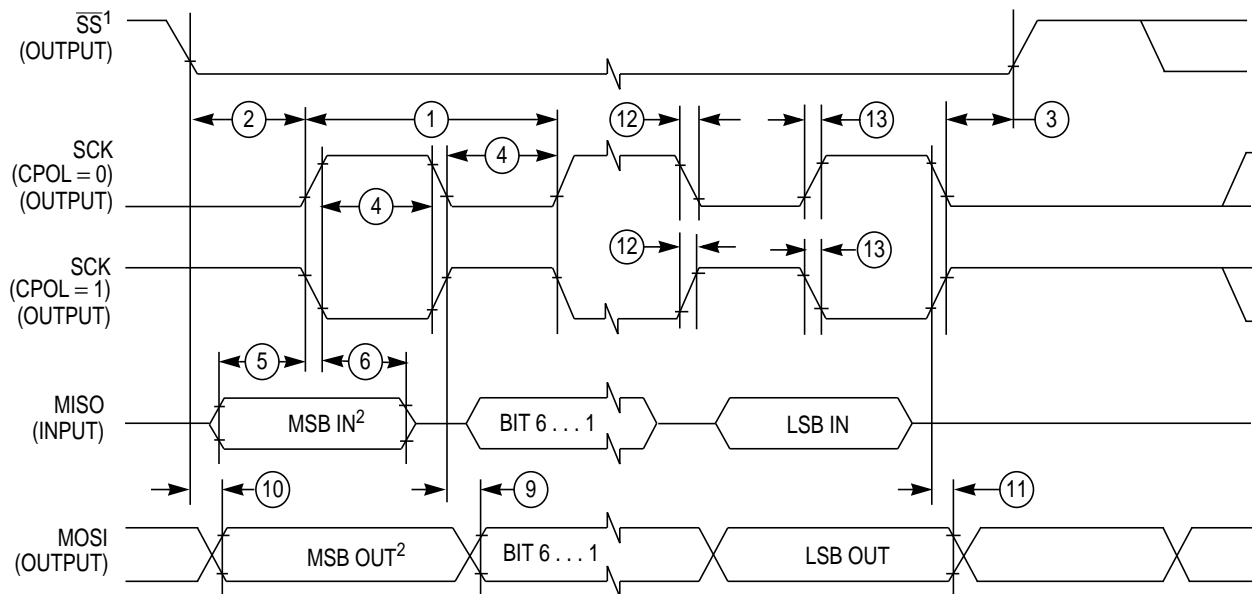 SS¹
(OUTPUT)
2
1
12
13
3
SCK
(CPOL = 0)
(OUTPUT)
4
4
SCK
(CPOL = 1)
(OUTPUT)
12
13
5
6
MISO
(INPUT)
MSB IN²
BIT 6 . . . 1
LSB IN
10
9
11
MOSI
(OUTPUT)
MSB OUT²
BIT 6 . . . 1
LSB OUT